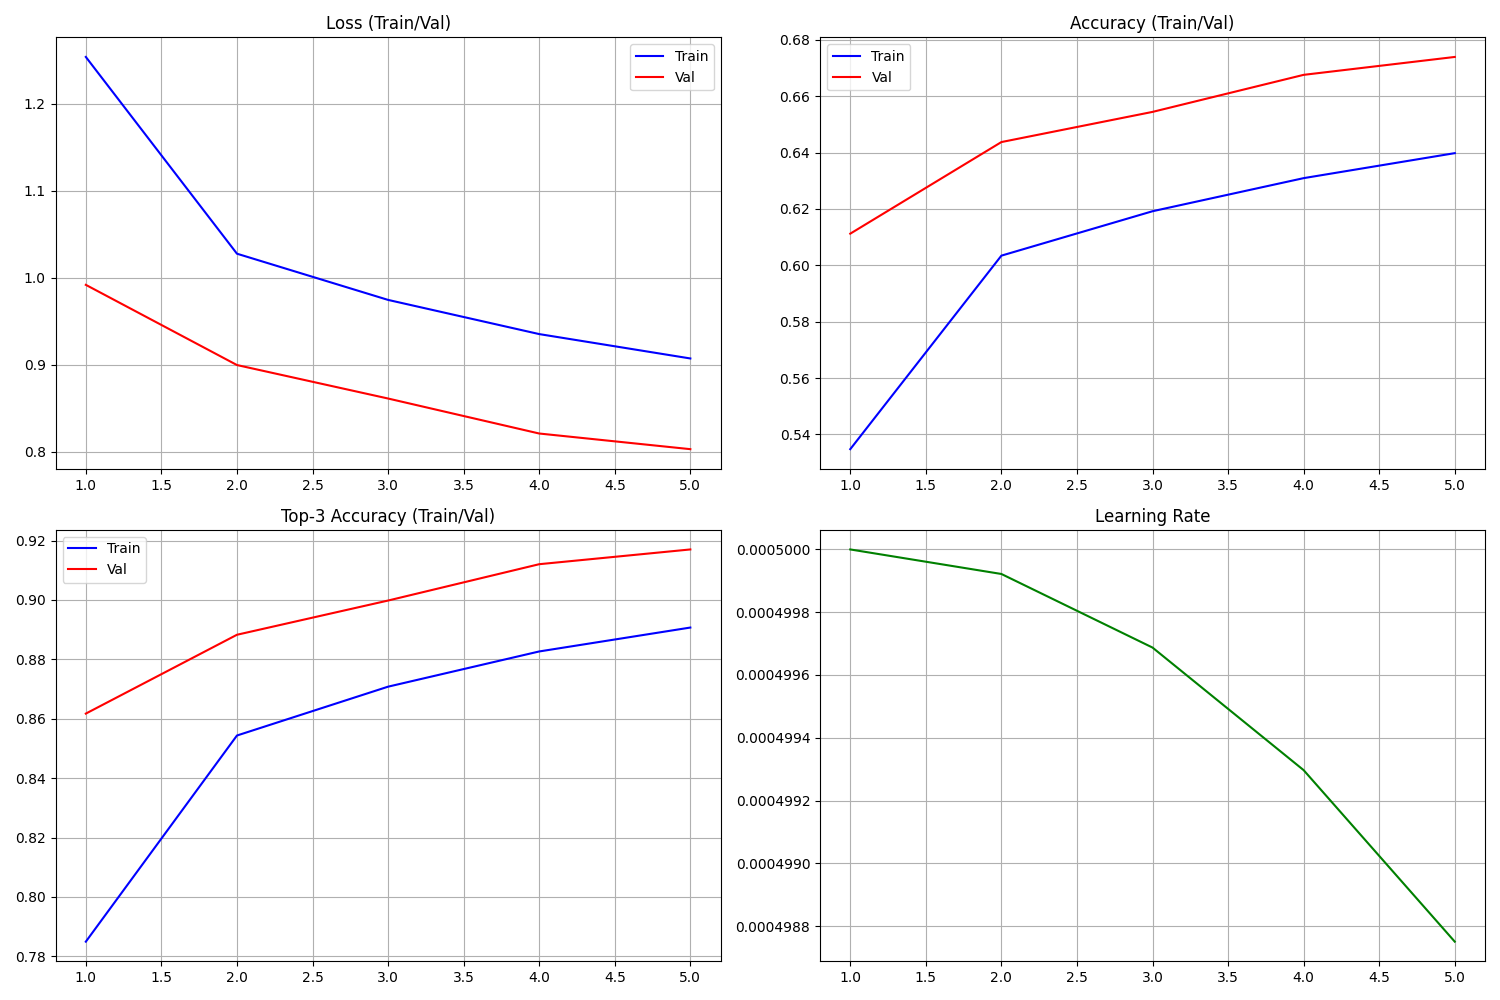 Loss (Train/Val)
Train
Val
1.2
1.1
1.0
0.9
0.8
1.0 1.5 2.0 2.5 3.0 3.5 4.0 4.5 5.0
Accuracy (Train/Val)
Train
Val
0.68
0.66
0.64
0.62
0.60
0.58
0.56
0.54
1.0 1.5 2.0 2.5 3.0 3.5 4.0 4.5 5.0
Top-3 Accuracy (Train/Val)
Train
Val
0.92
0.90
0.88
0.86
0.84
0.82
0.80
0.78
1.0 1.5 2.0 2.5 3.0 3.5 4.0 4.5 5.0
Learning Rate
0.0005000
0.0004998
0.0004996
0.0004994
0.0004992
0.0004990
0.0004988
1.0 1.5 2.0 2.5 3.0 3.5 4.0 4.5 5.0